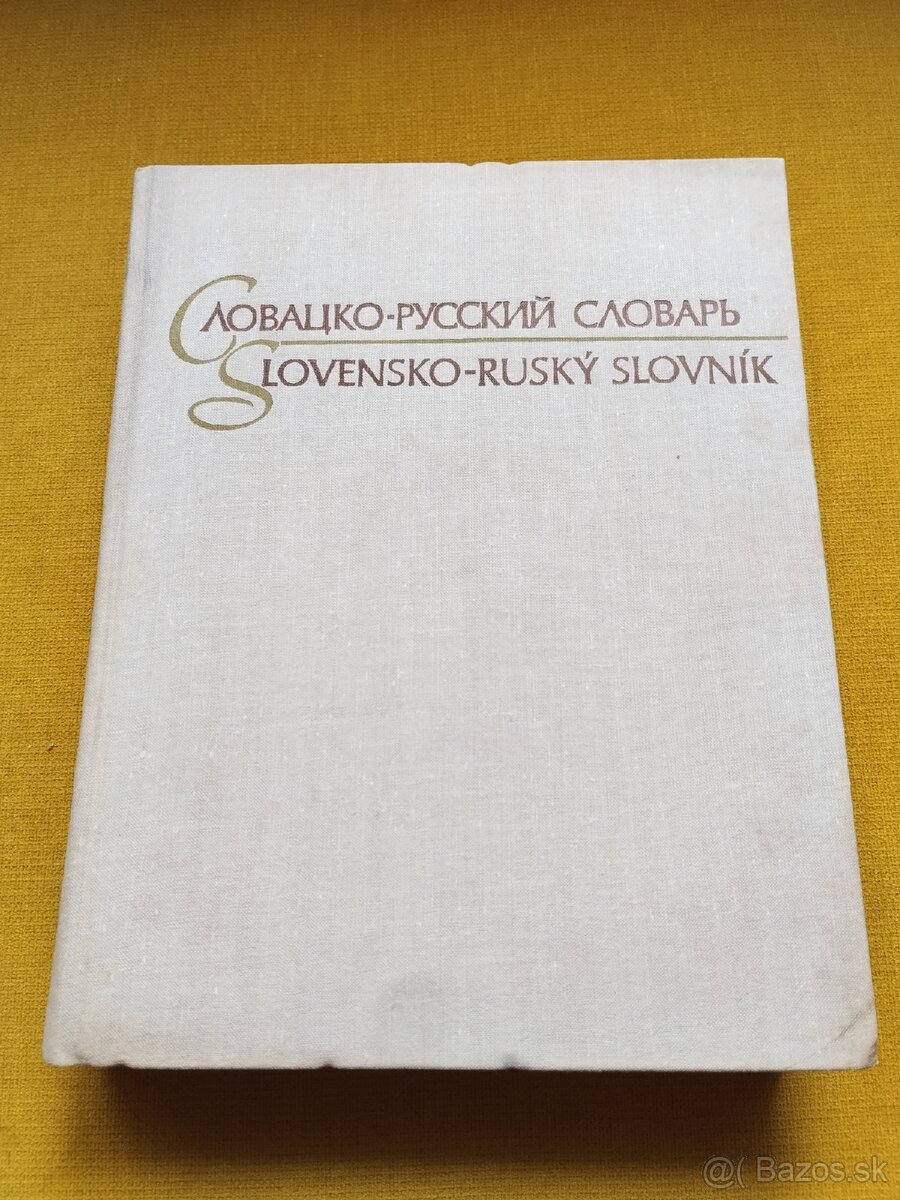 СЛОВАЦКО-РУССКИЙ СЛОВАРЬ
SLOVENSKO-RUSKÝ SLOVNÍK
@( Bazos.sk